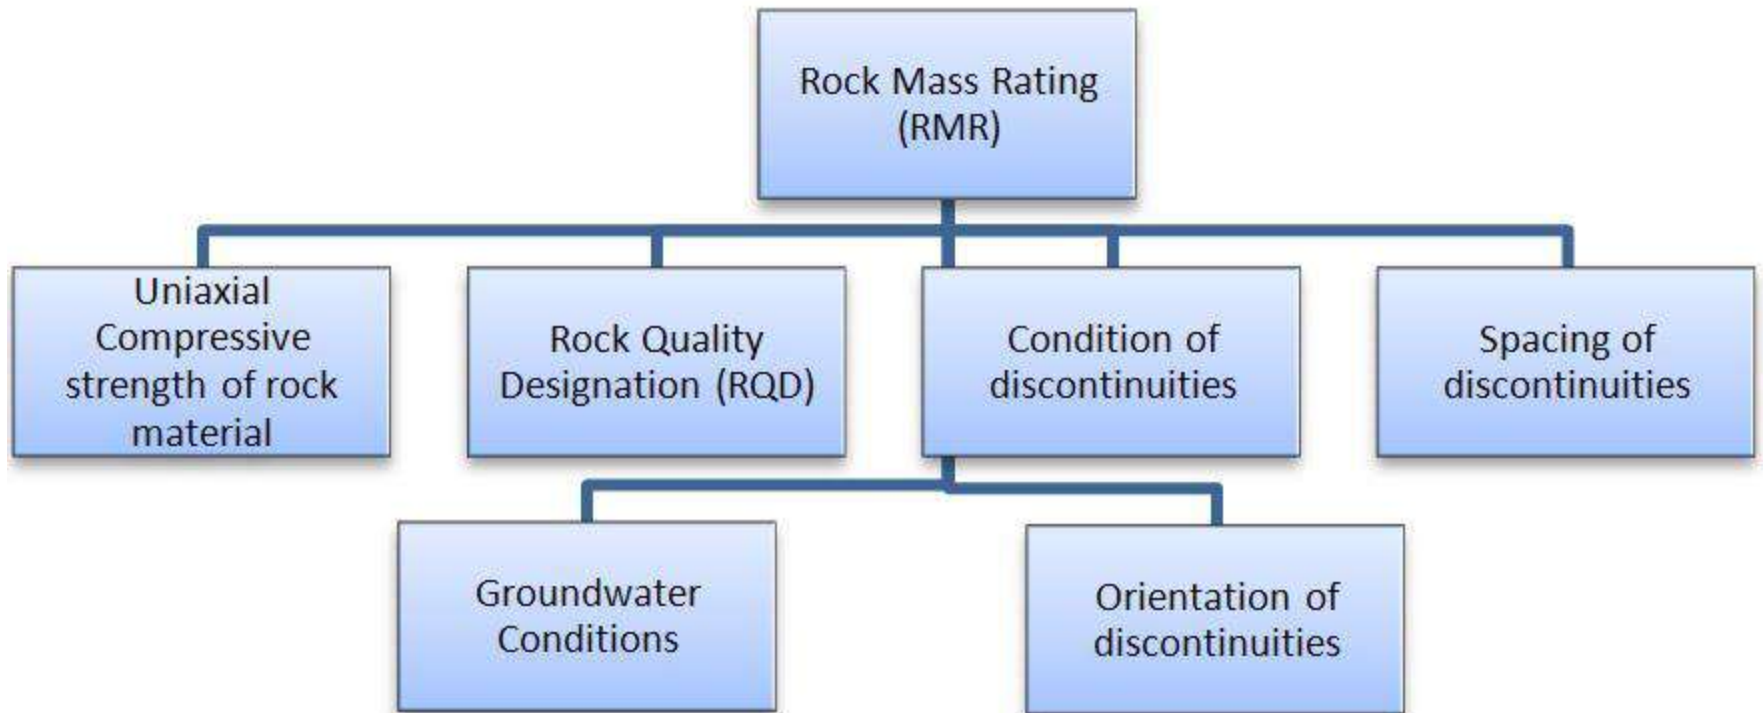 Rock Mass Rating
(RMR)
Uniaxial
Compressive
strength of rock
material
Rock Quality
Designation (RQD)
Condition of
discontinuities
Spacing of
discontinuities
Groundwater
Conditions
Orientation of
discontinuities